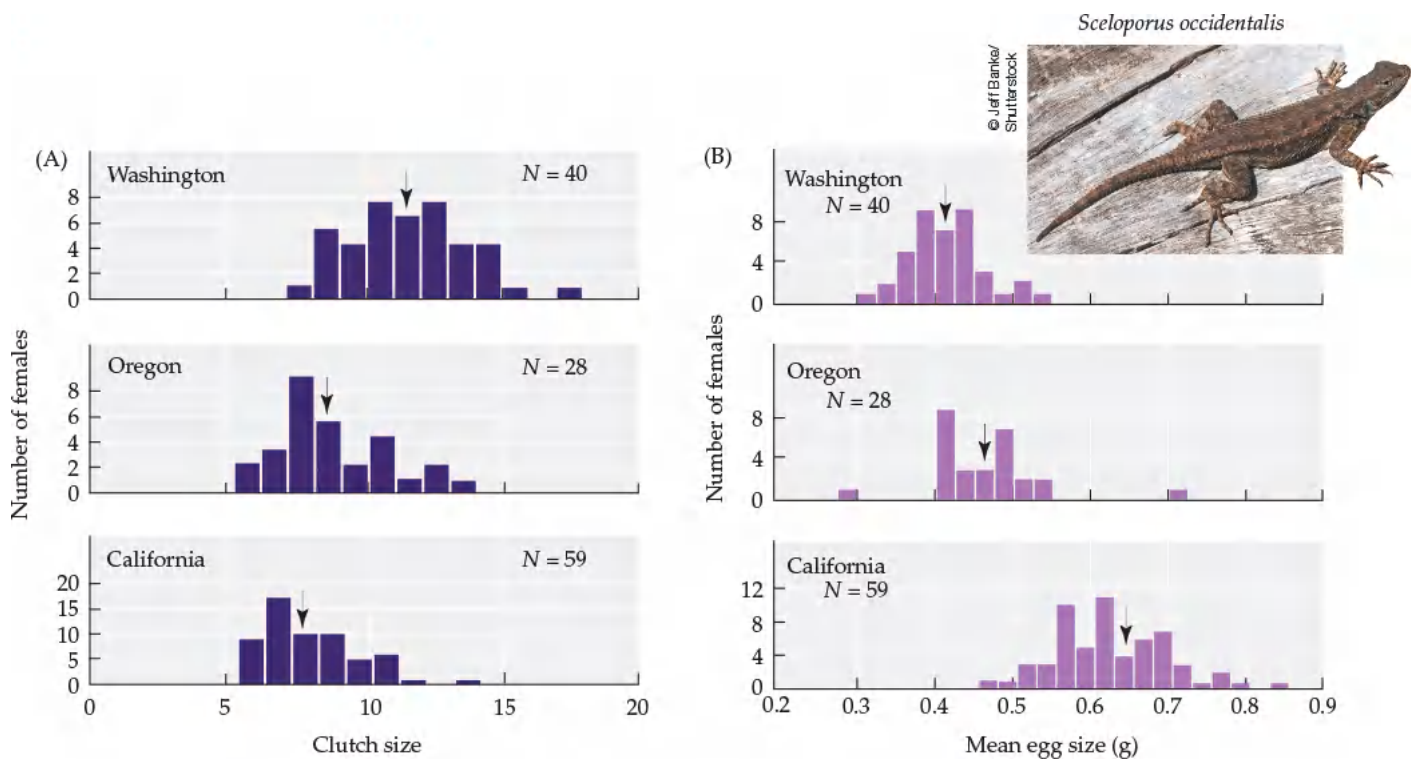 Sceloporus occidentalis
© Jeff Banke/
Shutterstock
(A)
Washington
N = 40
8
6
4
2
0
Oregon
N = 28
8
6
4
2
0
California
N = 59
20
15
10
5
0
0 5 10 15 20
Clutch size
Number of females
(B)
Washington
N = 40
8
4
0
Oregon
N = 28
8
4
0
California
N = 59
12
8
4
0
0.2 0.3 0.4 0.5 0.6 0.7 0.8 0.9
Mean egg size (g)
Number of females